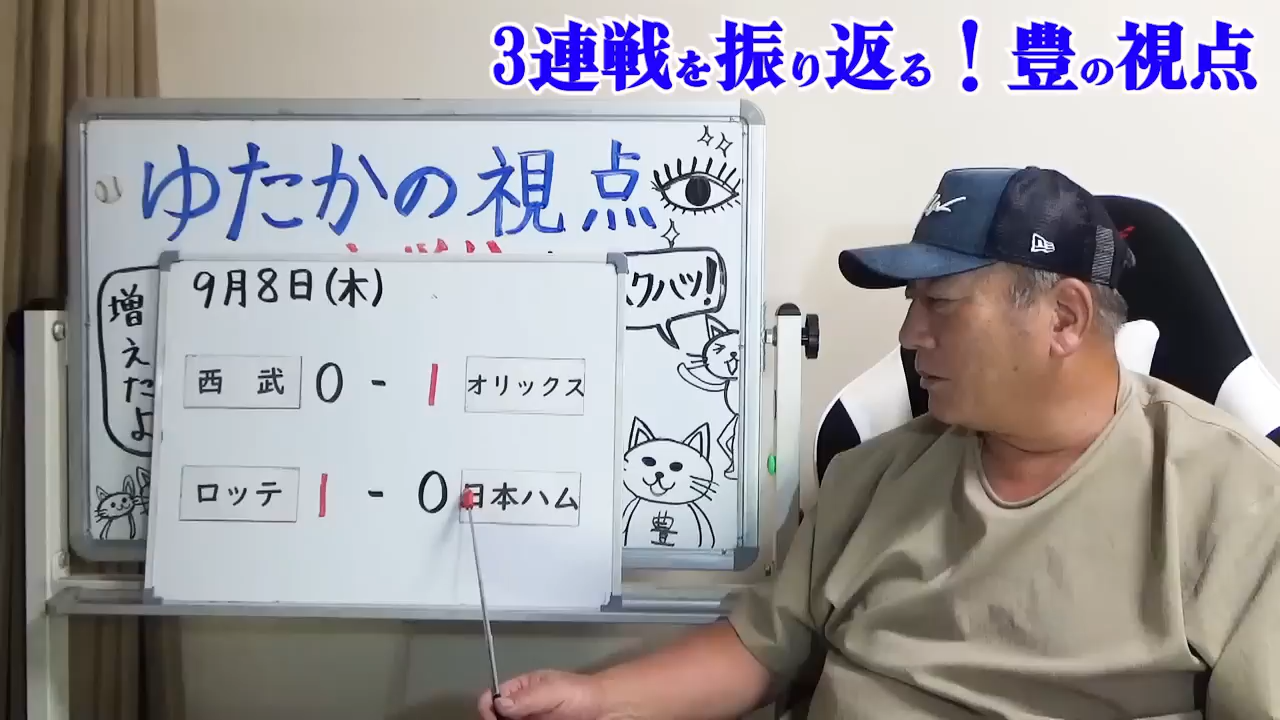 3連戦を振り返る!豊の視点
ゆたかの視点
増えたよ
クハツ!
9月8日(木)
西 武 0 - 1 オリックス
ロッテ 1 - 0 日本ハム
豊